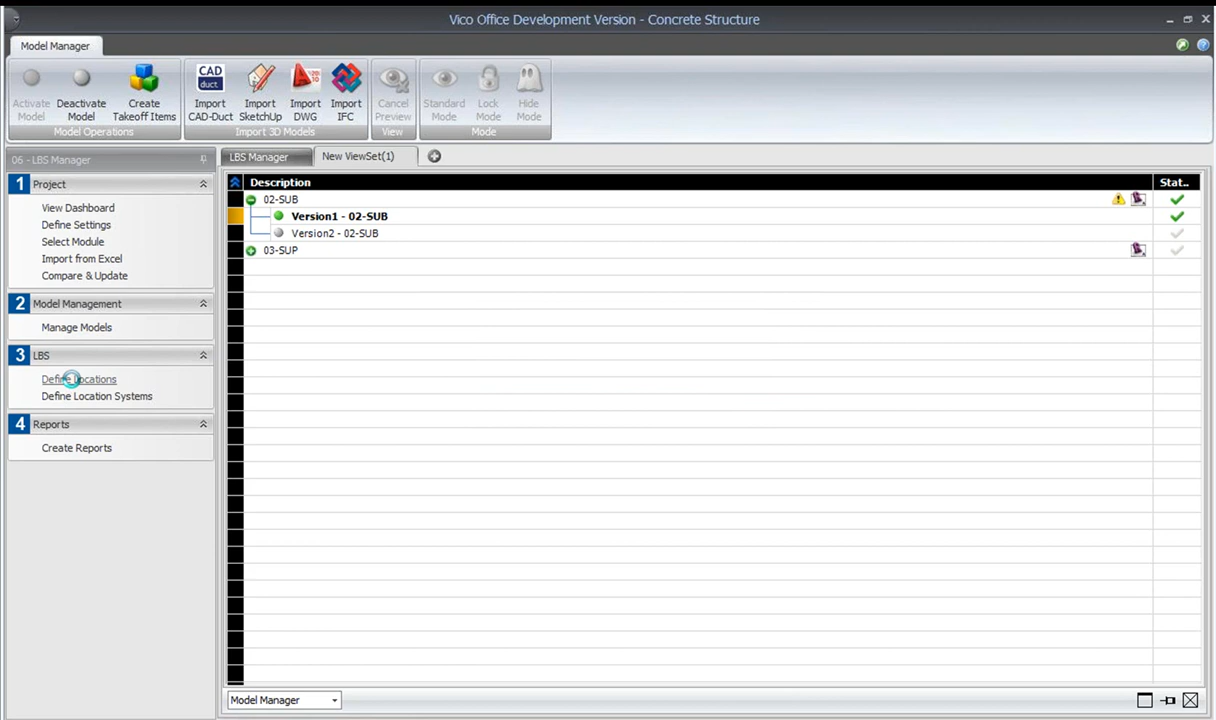 Vico Office Development Version - Concrete Structure
Model Manager
Activate Model
Deactivate Model
Create Takeoff Items
Model Operations
CAD duct
Import CAD-Duct
Import SketchUp
Import DWG
Import IFC
Import 3D Models
Cancel Preview
View
Standard Mode
Lock Mode
Hide Mode
Mode
06 - LBS Manager
LBS Manager
New ViewSet(1)
1 Project
View Dashboard
Define Settings
Select Module
Import from Excel
Compare & Update
2 Model Management
Manage Models
3 LBS
Define Locations
Define Location Systems
4 Reports
Create Reports
Description
Stat..
02-SUB
Version1 - 02-SUB
Version2 - 02-SUB
03-SUP
Model Manager